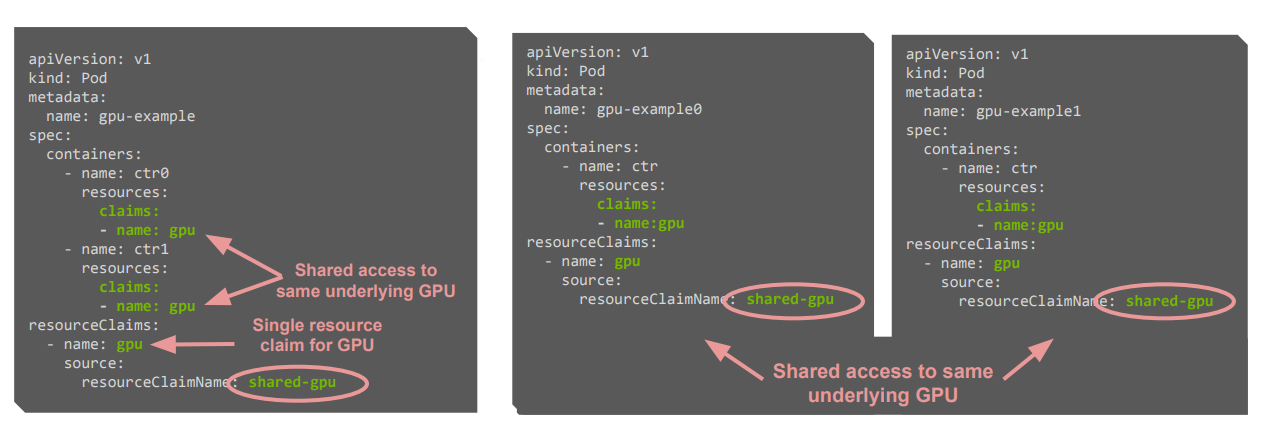 apiVersion: v1
kind: Pod
metadata:
  name: gpu-example
spec:
  containers:
    - name: ctr0
      resources:
        claims:
        - name: gpu
    - name: ctr1
      resources:
        claims:
        - name: gpu
resourceClaims:
  - name: gpu
    source:
      resourceClaimName: shared-gpu
Shared access to
same underlying GPU
Single resource
claim for GPU
apiVersion: v1
kind: Pod
metadata:
  name: gpu-example0
spec:
  containers:
    - name: ctr
      resources:
        claims:
        - name:gpu
resourceClaims:
  - name: gpu
    source:
      resourceClaimName: shared-gpu
apiVersion: v1
kind: Pod
metadata:
  name: gpu-example1
spec:
  containers:
    - name: ctr
      resources:
        claims:
        - name:gpu
resourceClaims:
  - name: gpu
    source:
      resourceClaimName: shared-gpu
Shared access to same
underlying GPU